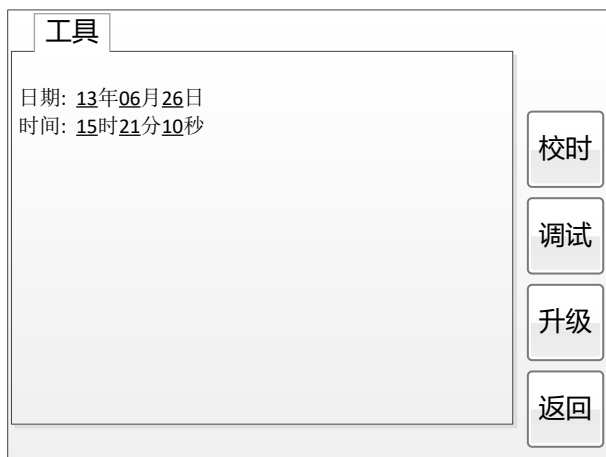 工具
日期: 13年06月26日
时间: 15时21分10秒
校时
调试
升级
返回